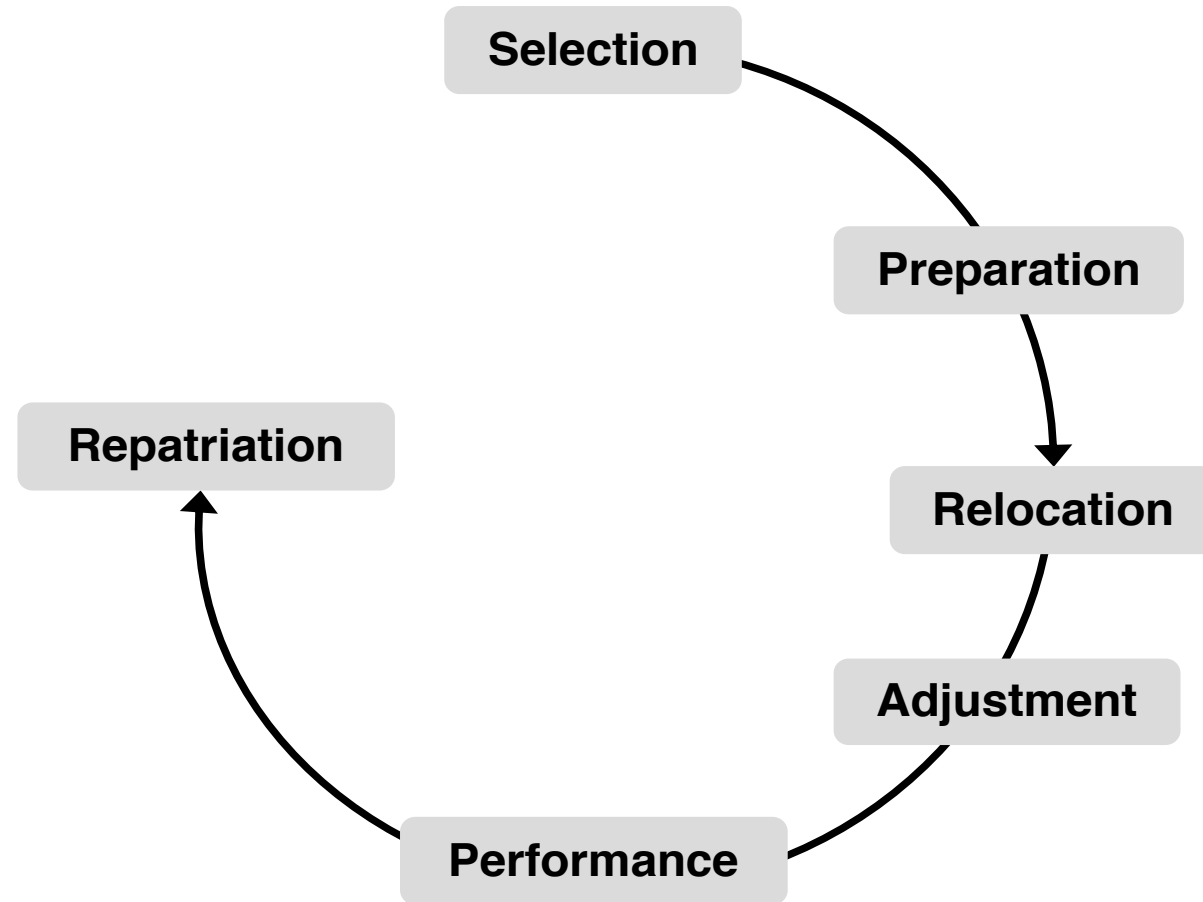 Selection
Preparation
Relocation
Adjustment
Performance
Repatriation